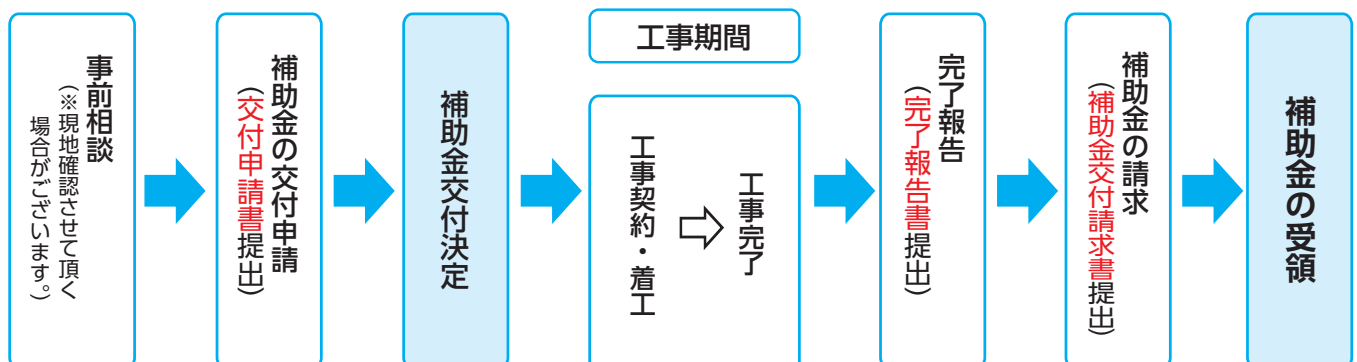 事前相談
（※現地確認させて頂く
場合がございます。）
補助金の交付申請
（交付申請書提出）
補助金交付決定
工事期間
工事契約・着工
工事完了
完了報告
（完了報告書提出）
補助金の請求
（補助金交付請求書提出）
補助金の受領